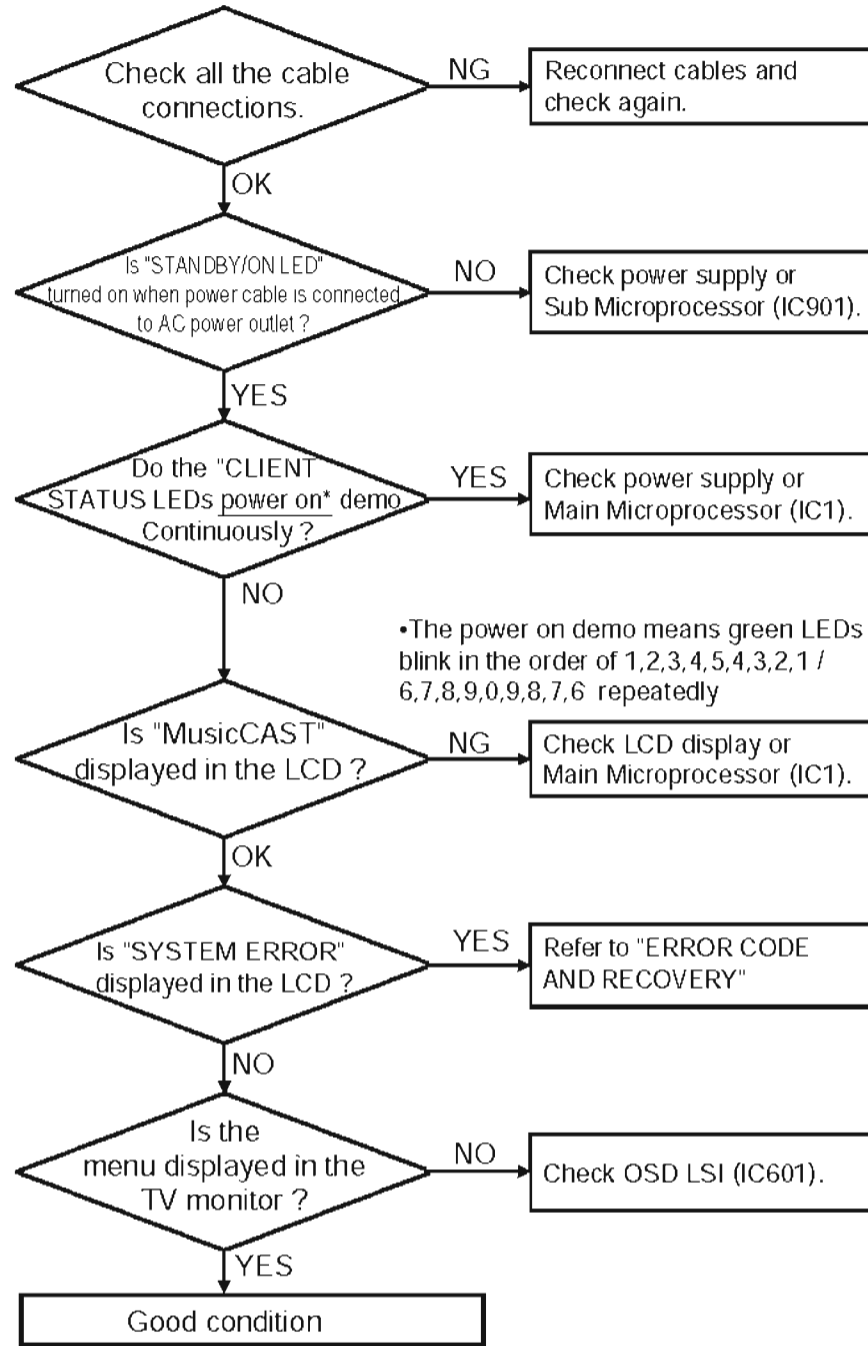 Check all the cable
connections.
NG
Reconnect cables and
check again.
OK
Is "STANDBY/ON LED"
turned on when power cable is connected
to AC power outlet ?
NO
Check power supply or
Sub Microprocessor (IC901).
YES
Do the "CLIENT
STATUS LEDs power on* demo
Continuously ?
YES
Check power supply or
Main Microprocessor (IC1).
NO
•The power on demo means green LEDs
blink in the order of 1,2,3,4,5,4,3,2,1 /
6,7,8,9,0,9,8,7,6 repeatedly
Is "MusicCAST"
displayed in the LCD ?
NG
Check LCD display or
Main Microprocessor (IC1).
OK
Is "SYSTEM ERROR"
displayed in the LCD ?
YES
Refer to "ERROR CODE
AND RECOVERY"
NO
Is the
menu displayed in the
TV monitor ?
NO
Check OSD LSI (IC601).
YES
Good condition